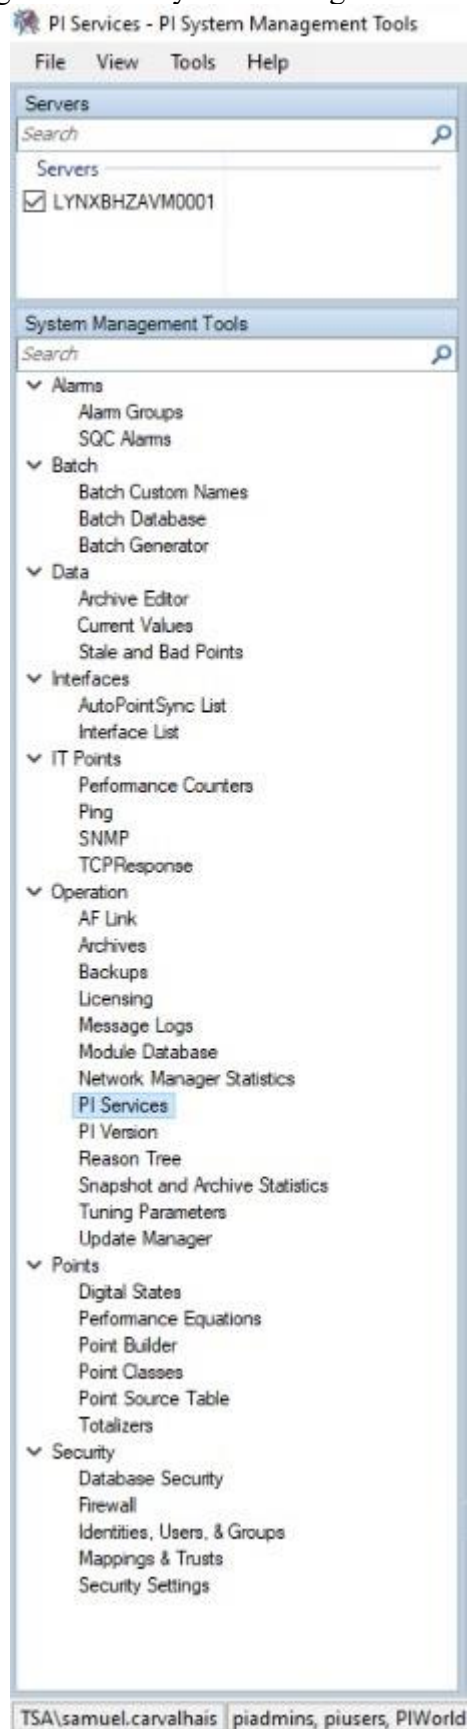 PI Services - PI System Management Tools
File View Tools Help
Servers
Search
Servers
LYNXBHZAVM0001
System Management Tools
Search
Alarms
Alarm Groups
SQC Alarms
Batch
Batch Custom Names
Batch Database
Batch Generator
Data
Archive Editor
Current Values
Stale and Bad Points
Interfaces
AutoPointSync List
Interface List
IT Points
Performance Counters
Ping
SNMP
TCPResponse
Operation
AF Link
Archives
Backups
Licensing
Message Logs
Module Database
Network Manager Statistics
PI Services
PI Version
Reason Tree
Snapshot and Archive Statistics
Tuning Parameters
Update Manager
Points
Digital States
Performance Equations
Point Builder
Point Classes
Point Source Table
Totalizers
Security
Database Security
Firewall
Identities, Users, & Groups
Mappings & Trusts
Security Settings
TSA\samuel.carvalhais piadmins, piusers, PIWorld